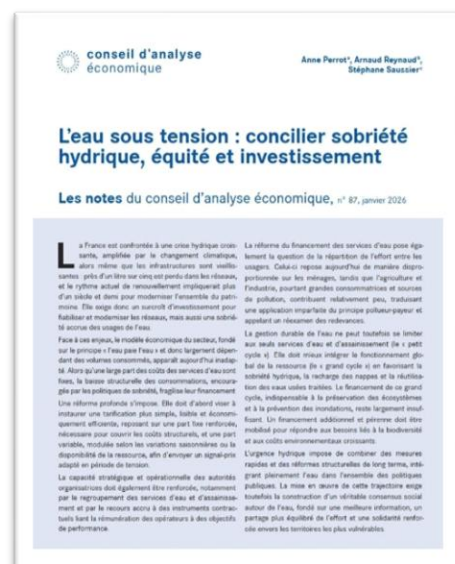 conseil d'analyse
économique
Anne Perrotᵃ, Arnaud Reynaudᵇ,
Stéphane Saussierᶜ
L'eau sous tension : concilier sobriété
hydrique, équité et investissement
Les notes du conseil d'analyse économique, n° 87, janvier 2026
La France est confrontée à une crise hydrique crois-
sante, amplifiée par le changement climatique,
alors même que les infrastructures sont vieillis-
santes : près d'un litre sur cinq est perdu dans les réseaux,
et le rythme actuel de renouvellement impliquerait plus
d'un siècle et demi pour moderniser l'ensemble du patri-
moine. Elle exige donc un surcroît d'investissement pour
fiabiliser et moderniser les réseaux, mais aussi une sobrié-
té accrue des usages de l'eau.
Face à ces enjeux, le modèle économique du secteur, fondé
sur le principe « l'eau paie l'eau » et donc largement dépen-
dant des volumes consommés, apparaît aujourd'hui inadap-
té. Alors qu'une large part des coûts des services d'eau sont
fixes, la baisse structurelle des consommations, encoura-
gée par les politiques de sobriété, fragilise leur financement.
Une réforme profonde s'impose. Elle doit d'abord viser à
instaurer une tarification plus simple, lisible et économi-
quement efficiente, reposant sur une part fixe renforcée,
nécessaire pour couvrir les coûts structurels, et une part
variable, modulée selon les variations saisonnières ou la
disponibilité de la ressource, afin d'envoyer un signal-prix
adapté en période de tension.
La capacité stratégique et opérationnelle des autorités
organisatrices doit également être renforcée, notamment
par le regroupement des services d'eau et d'assainisse-
ment et par le recours accru à des instruments contrac-
tuels liant la rémunération des opérateurs à des objectifs
de performance.
La réforme du financement des services d'eau pose éga-
lement la question de la répartition de l'effort entre les
usagers. Celui-ci repose aujourd'hui de manière dispro-
portionnée sur les ménages, tandis que l'agriculture et
l'industrie, pourtant grandes consommatrices et sources
de pollution, contribuent relativement peu, traduisant
une application imparfaite du principe pollueur-payeur et
appelant un réexamen des redevances.
La gestion durable de l'eau ne peut toutefois se limiter
aux seuls services d'eau et d'assainissement (le « petit
cycle »). Elle doit mieux intégrer le fonctionnement glo-
bal de la ressource (le « grand cycle ») en favorisant la
sobriété hydrique, la recharge des nappes et la réutilisa-
tion des eaux usées traitées. Le financement de ce grand
cycle, indispensable à la préservation des écosystèmes
et à la prévention des inondations, reste largement insuf-
fisant. Un financement additionnel et pérenne doit être
mobilisé pour répondre aux besoins liés à la biodiversité
et aux coûts environnementaux croissants.
L'urgence hydrique impose de combiner des mesures
rapides et des réformes structurelles de long terme, inté-
grant pleinement l'eau dans l'ensemble des politiques
publiques. La mise en œuvre de cette trajectoire exige
toutefois la construction d'un véritable consensus social
autour de l'eau, fondé sur une meilleure information, un
partage plus équilibré de l'effort et une solidarité renfor-
cée envers les territoires les plus vulnérables.